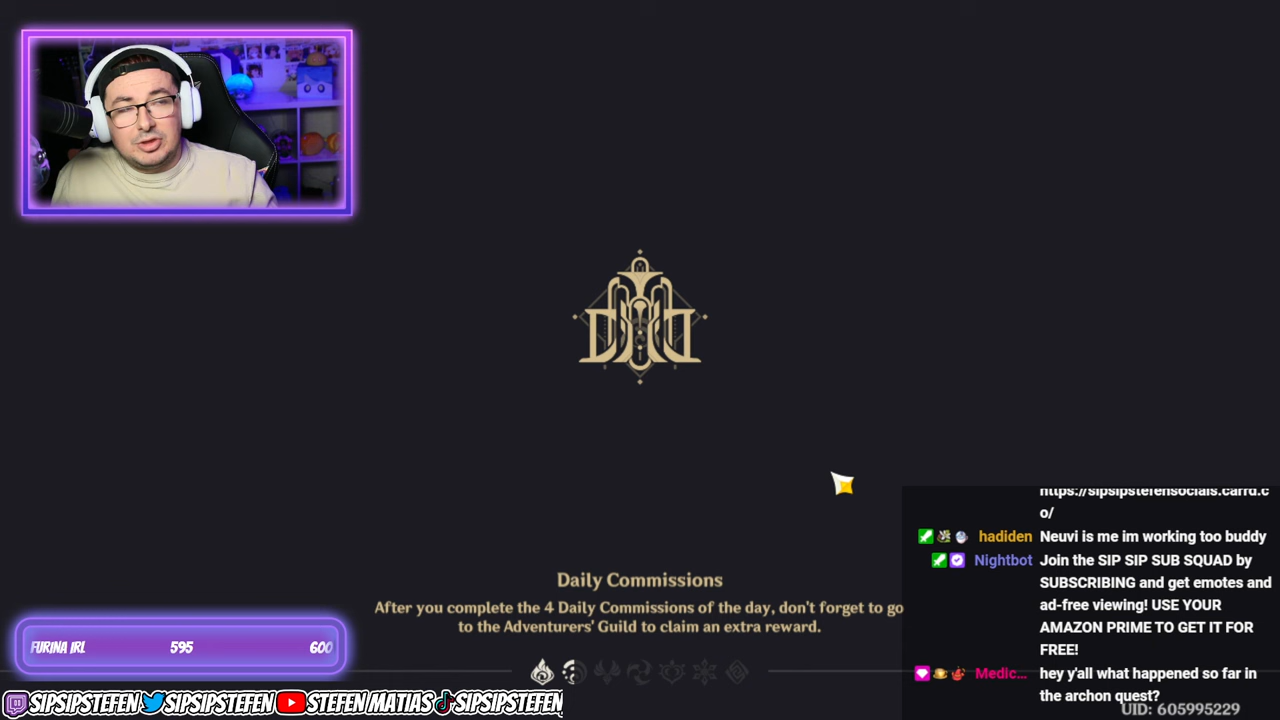 https://sipsipstefensocials.carrd.c
o/
hadiden Neuvi is me im working too buddy
Nightbot Join the SIP SIP SUB SQUAD by
SUBSCRIBING and get emotes and
ad-free viewing! USE YOUR
AMAZON PRIME TO GET IT FOR
FREE!
Medic... hey y'all what happened so far in
the archon quest?
Daily Commissions
After you complete the 4 Daily Commissions of the day, don't forget to go
to the Adventurers' Guild to claim an extra reward.
FURINA IRL 595 600
SIPSIPSTEFEN SIPSIPSTEFEN STEFEN MATIAS SIPSIPSTEFEN
UID: 605995229